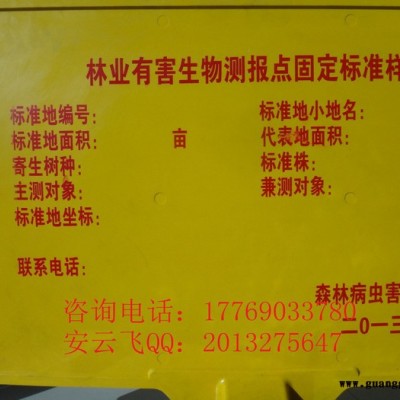 林业有害生物测报点固定标准样
标准地编号： 标准地小地名：
标准地面积： 亩 代表地面积：
寄生树种： 标准株：
主测对象： 兼测对象：
标准地坐标：
联系电话：
森林病虫害
二0一三
咨询电话：17769033780
安云飞QQ：2013275647
www.guang